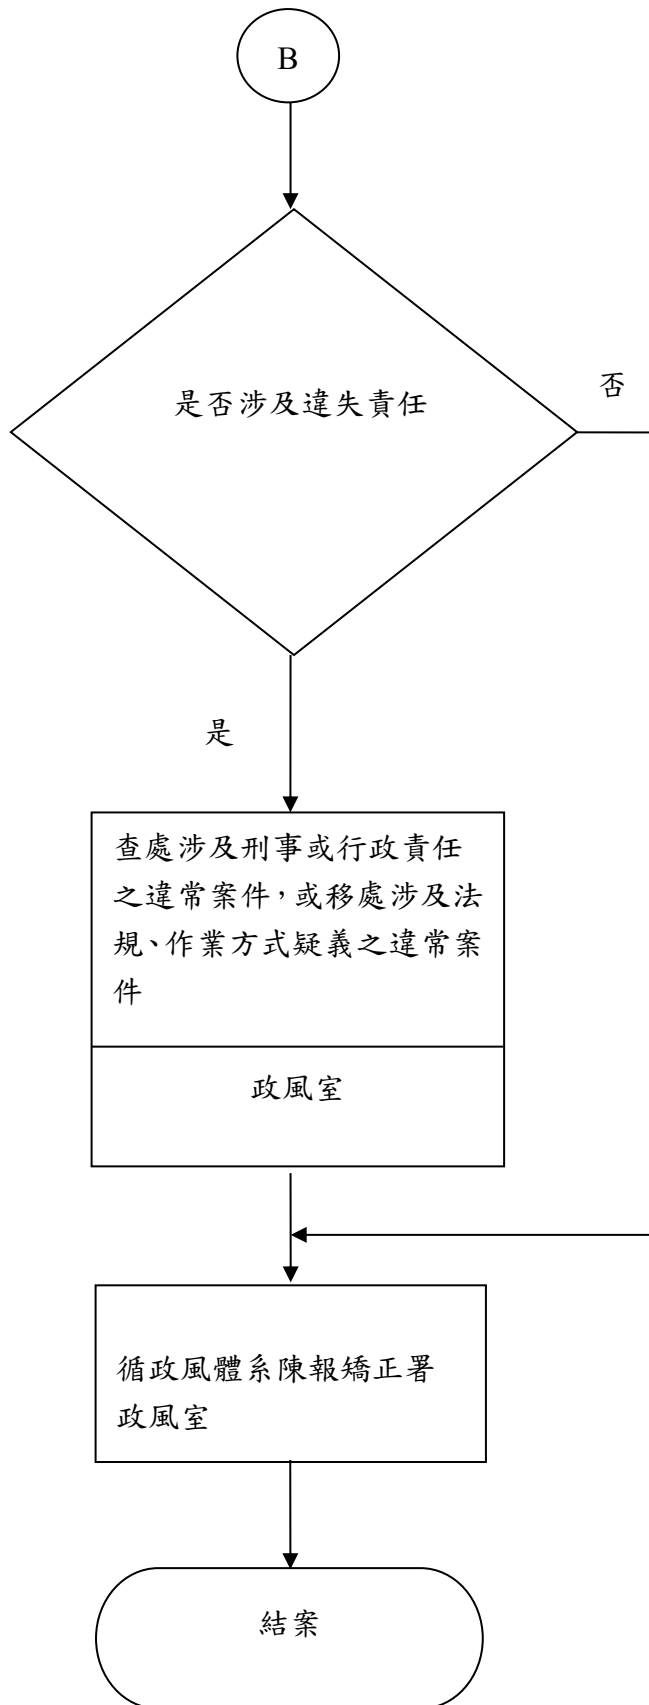 B
是否涉及違失責任
否
是
查處涉及刑事或行政責任
之違常案件，或移處涉及法
規、作業方式疑義之違常案
件
政風室
循政風體系陳報矯正署
政風室
結案